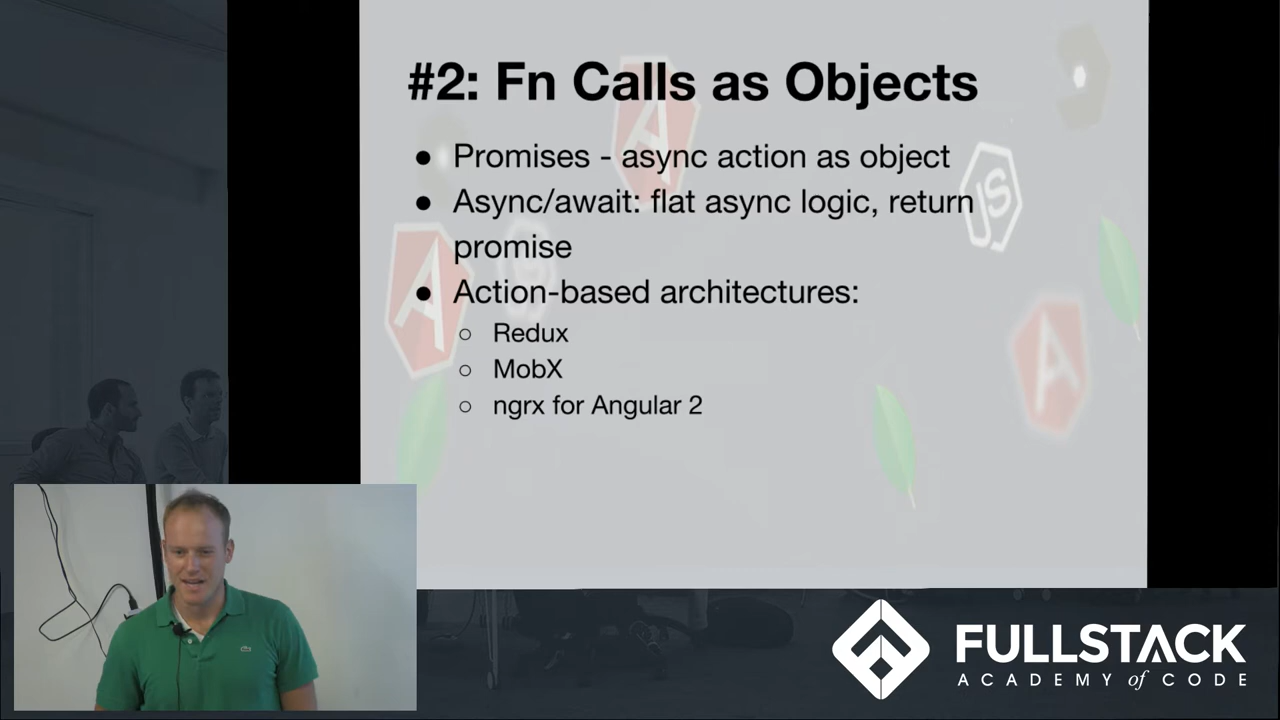 #2: Fn Calls as Objects
● Promises - async action as object
● Async/await: flat async logic, return
promise
● Action-based architectures:
○ Redux
○ MobX
○ ngrx for Angular 2
JS
FULLSTACK
ACADEMY of CODE